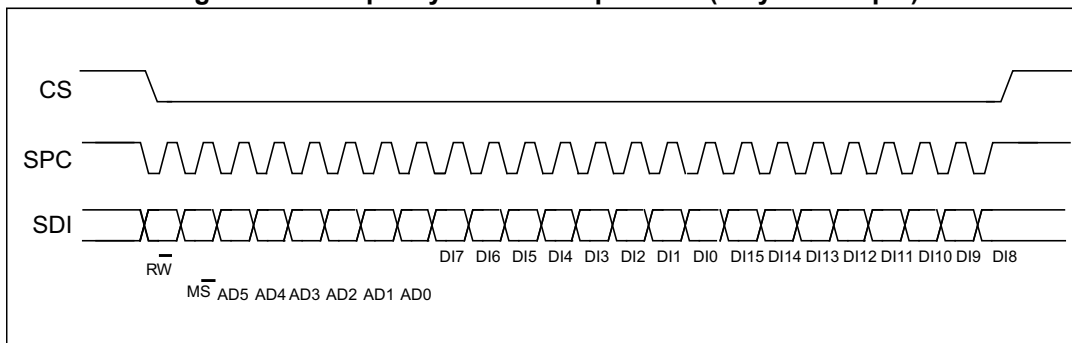 CS
SPC
SDI
DI7 DI6 DI5 DI4 DI3 DI2 DI1 DI0 DI15 DI14 DI13 DI12 DI11 DI10 DI9 DI8
RW̅
MS̅ AD5 AD4 AD3 AD2 AD1 AD0